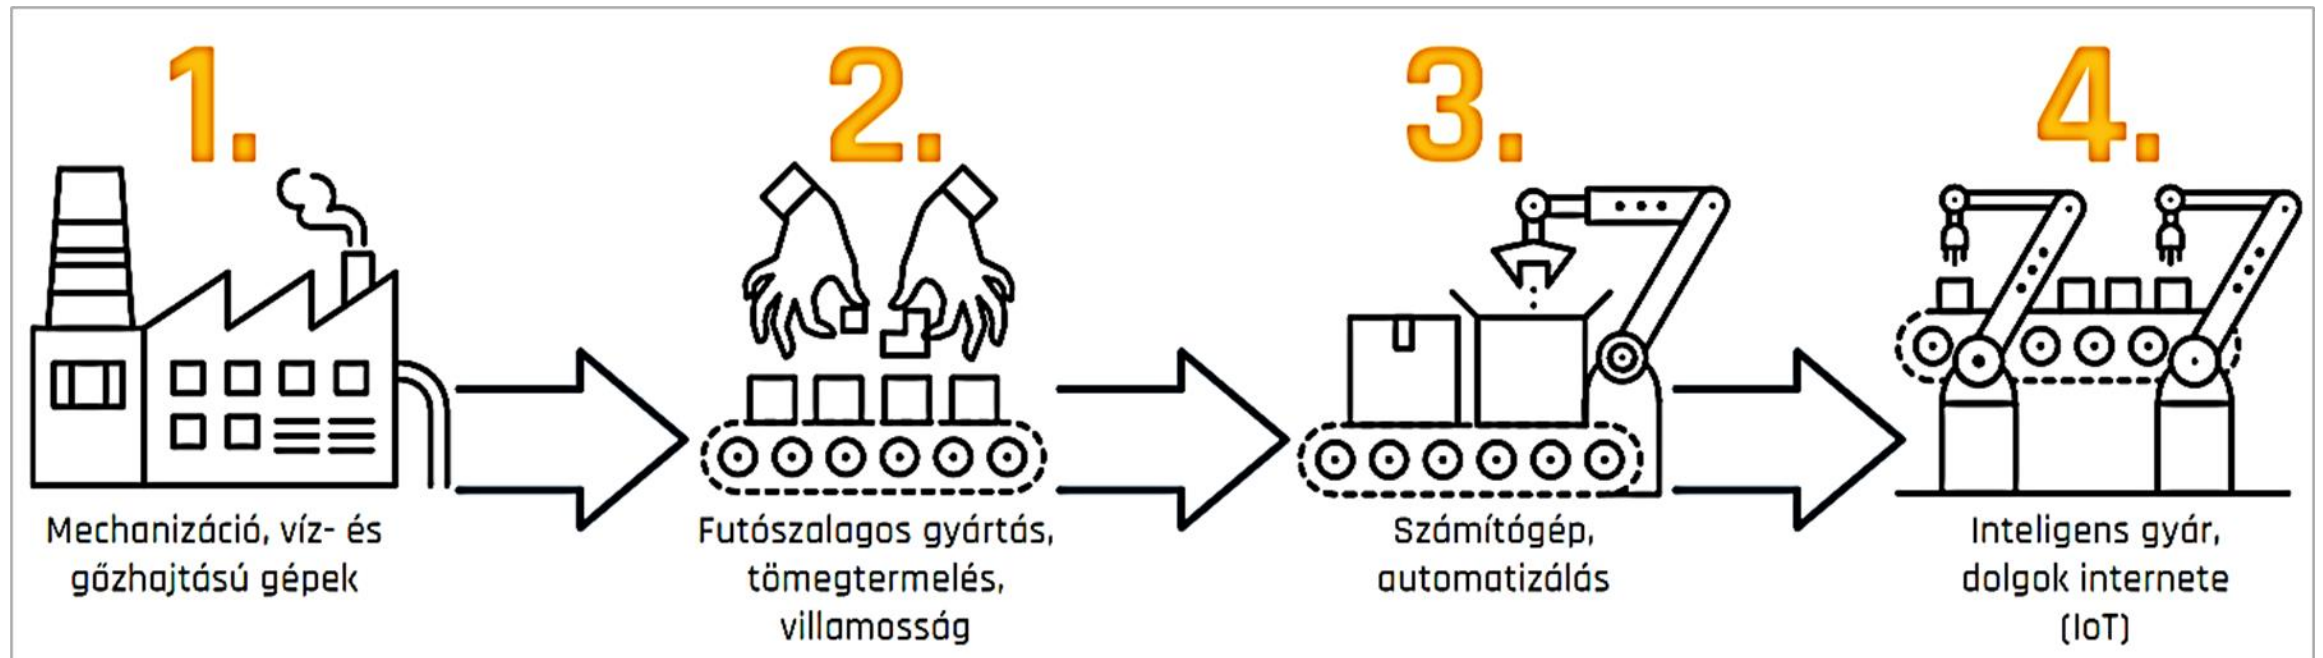 1.
Mechanizáció, víz- és
gőzhajtású gépek
2.
Futószalagos gyártás,
tömegtermelés,
villamosság
3.
Számítógép,
automatizálás
4.
Inteligens gyár,
dolgok internete
(IoT)